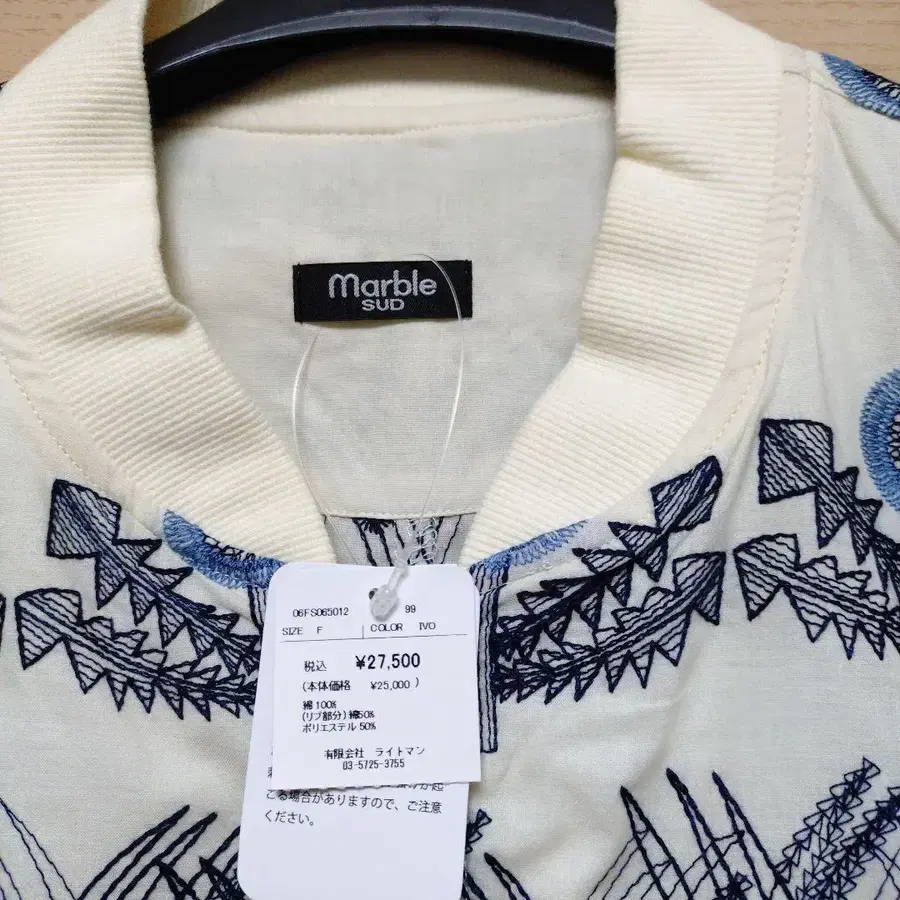 marble
SUD
06FS065012 99
SIZE F COLOR IVO
税込 ¥27,500
(本体価格 ¥25,000 )
綿 100%
(リブ部分) 綿50%
ポリエステル 50%
有限会社 ライトマン
03-5725-3755
こる場合がありますので、ご注意
ください。